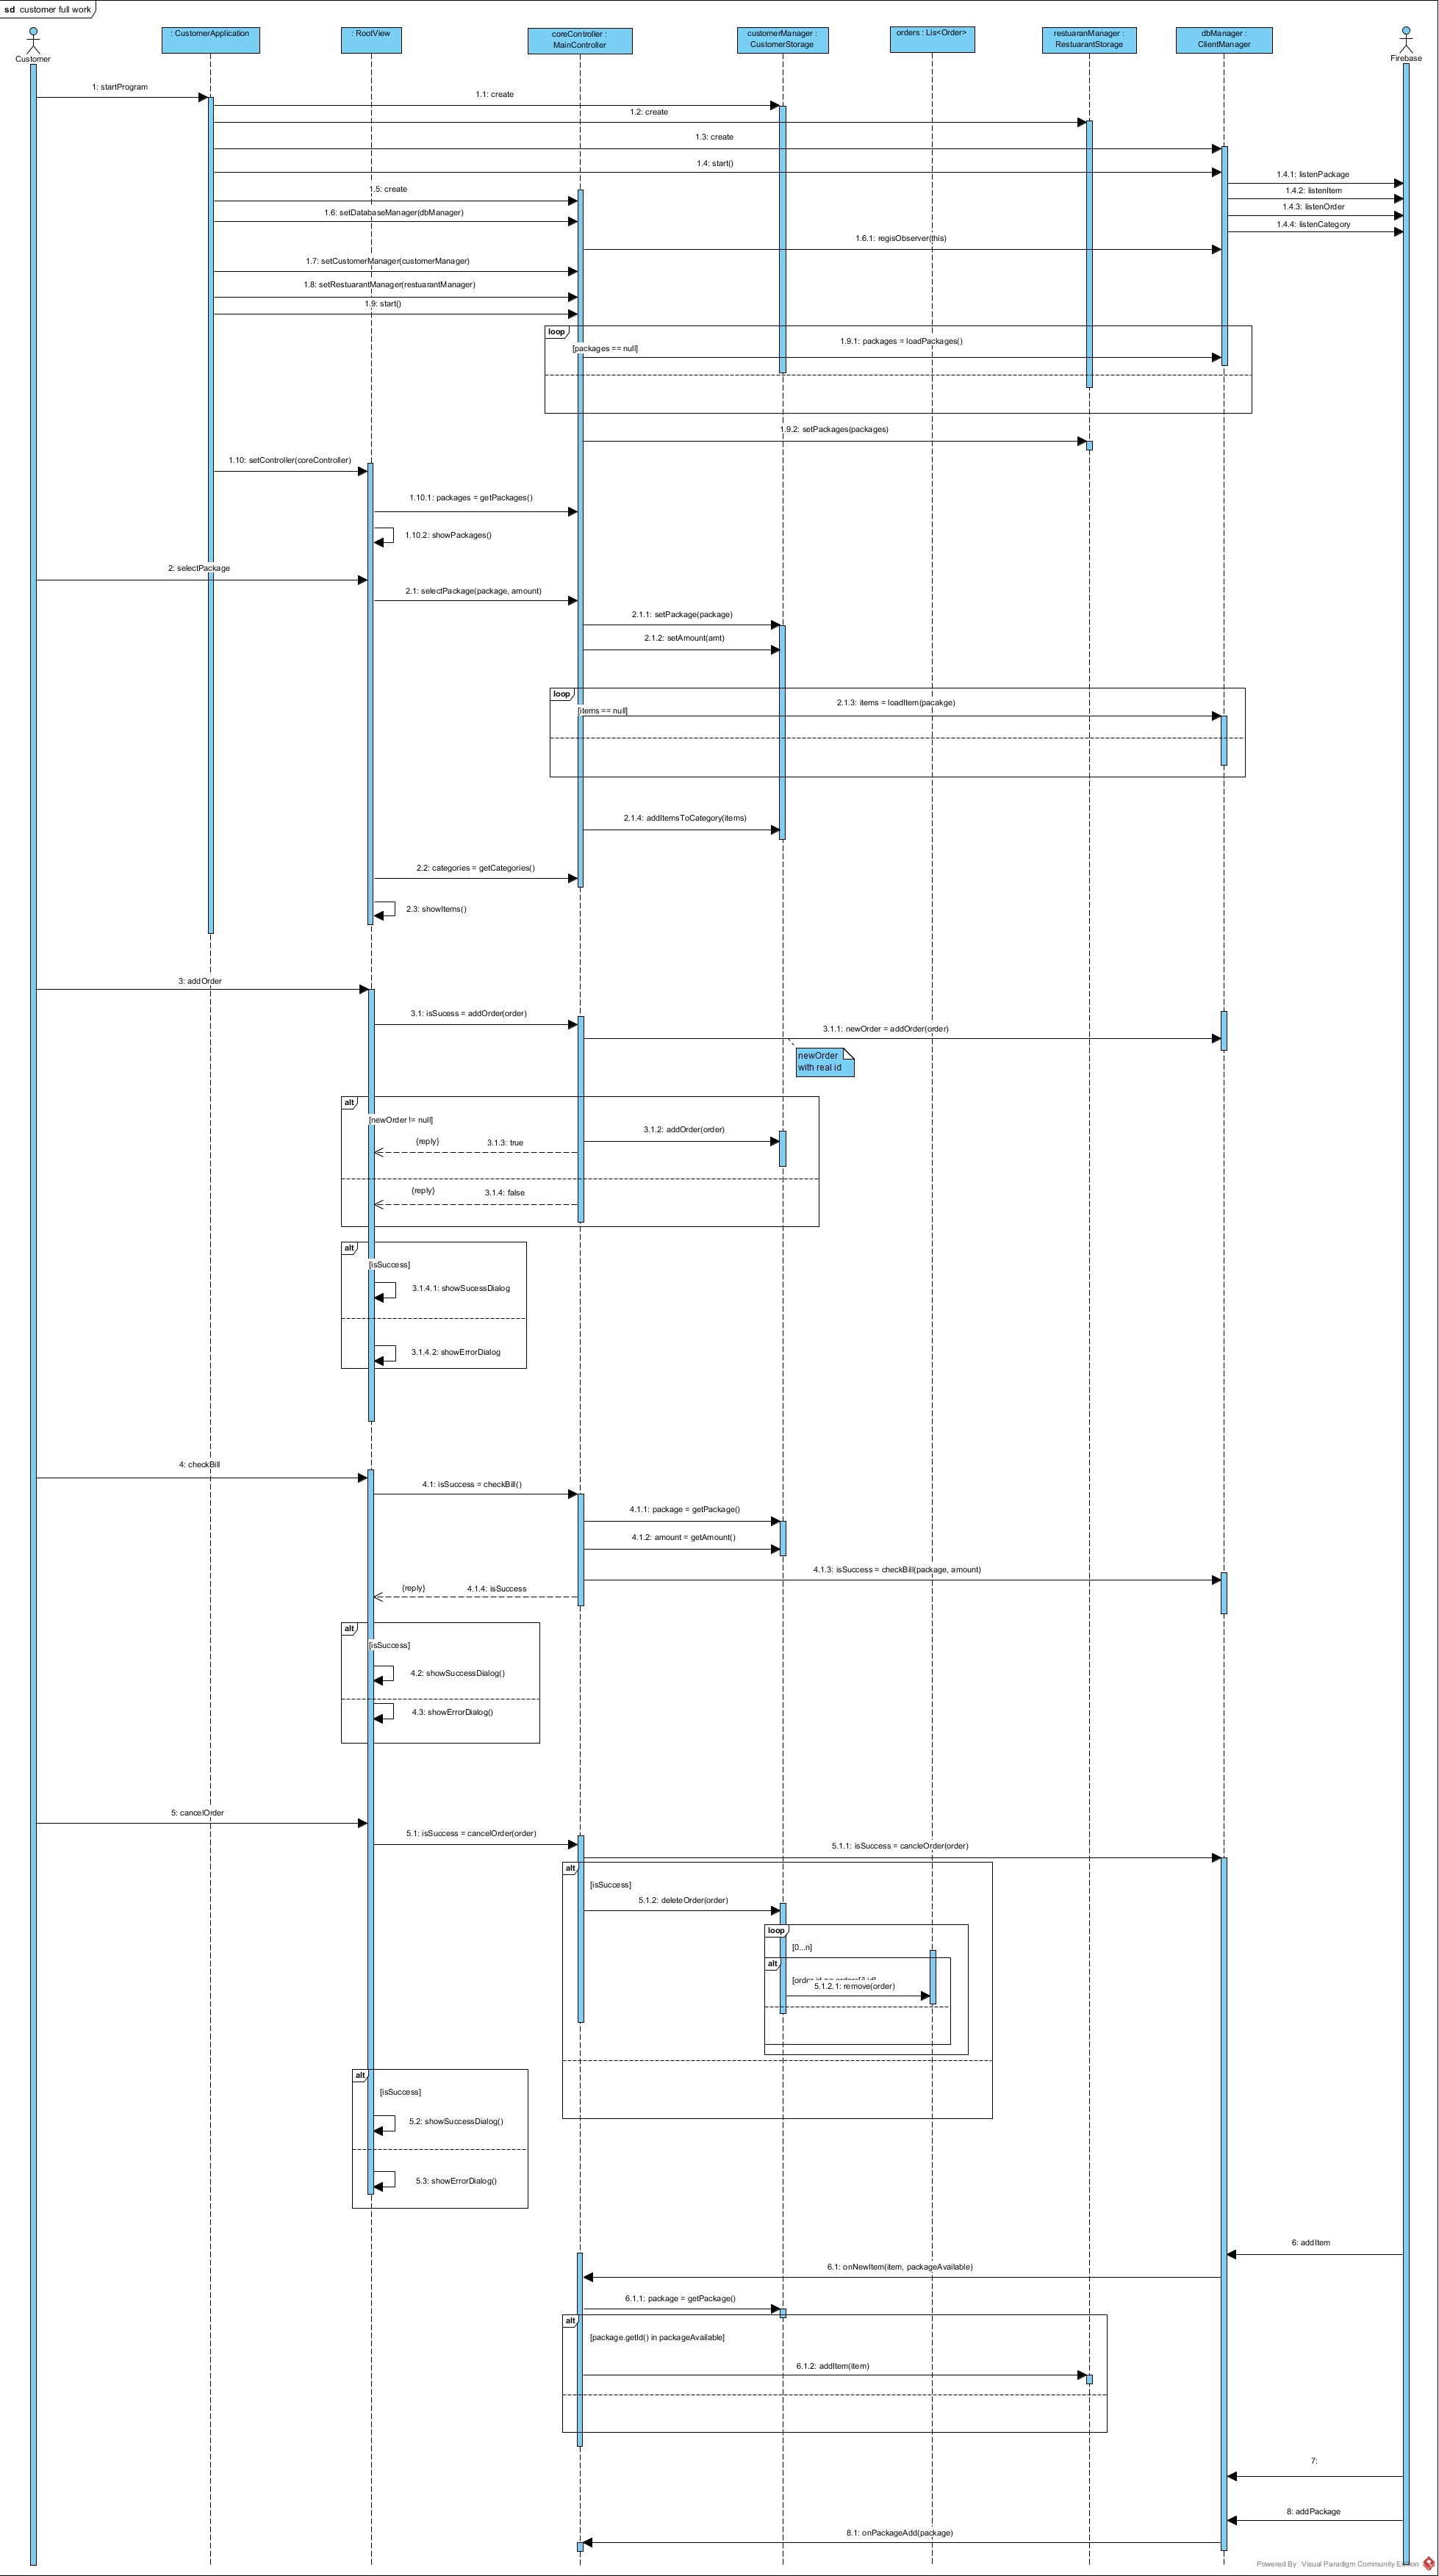 sd customer full work
: CustomerApplication
: RootView
coreController :
MainController
customerManager :
CustomerStorage
orders : Lis<Order>
restuaranManager :
RestuarantStorage
dbManager :
ClientManager
Customer
Firebase
1: startProgram
1.1: create
1.2: create
1.3: create
1.4: start()
1.4.1: listenPackage
1.4.2: listenItem
1.4.3: listenOrder
1.4.4: listenCategory
1.5: create
1.6: setDatabaseManager(dbManager)
1.6.1: regisObserver(this)
1.7: setCustomerManager(customerManager)
1.8: setRestuarantManager(restuarantManager)
1.9: start()
loop
[packages == null]
1.9.1: packages = loadPackages()
1.9.2: setPackages(packages)
1.10: setController(coreController)
1.10.1: packages = getPackages()
1.10.2: showPackages()
2: selectPackage
2.1: selectPackage(package, amount)
2.1.1: setPackage(package)
2.1.2: setAmount(amt)
loop
[items == null]
2.1.3: items = loadItem(pacakge)
2.1.4: addItemsToCategory(items)
2.2: categories = getCategories()
2.3: showItems()
3: addOrder
3.1: isSucess = addOrder(order)
3.1.1: newOrder = addOrder(order)
newOrder
with real id
alt
[newOrder != null]
3.1.2: addOrder(order)
{reply}
3.1.3: true
{reply}
3.1.4: false
alt
[isSuccess]
3.1.4.1: showSucessDialog
3.1.4.2: showErrorDialog
4: checkBill
4.1: isSuccess = checkBill()
4.1.1: package = getPackage()
4.1.2: amount = getAmount()
4.1.3: isSuccess = checkBill(package, amount)
{reply}
4.1.4: isSuccess
alt
[isSuccess]
4.2: showSuccessDialog()
4.3: showErrorDialog()
5: cancelOrder
5.1: isSuccess = cancelOrder(order)
5.1.1: isSuccess = cancleOrder(order)
alt
[isSuccess]
5.1.2: deleteOrder(order)
loop
[0...n]
alt
5.1.2.1: remove(order)
alt
[isSuccess]
5.2: showSuccessDialog()
5.3: showErrorDialog()
6: addItem
6.1: onNewItem(item, packageAvailable)
6.1.1: package = getPackage()
alt
[package.getId() in packageAvailable]
6.1.2: addItem(item)
7:
8: addPackage
8.1: onPackageAdd(package)
Powered By Visual Paradigm Community Edition